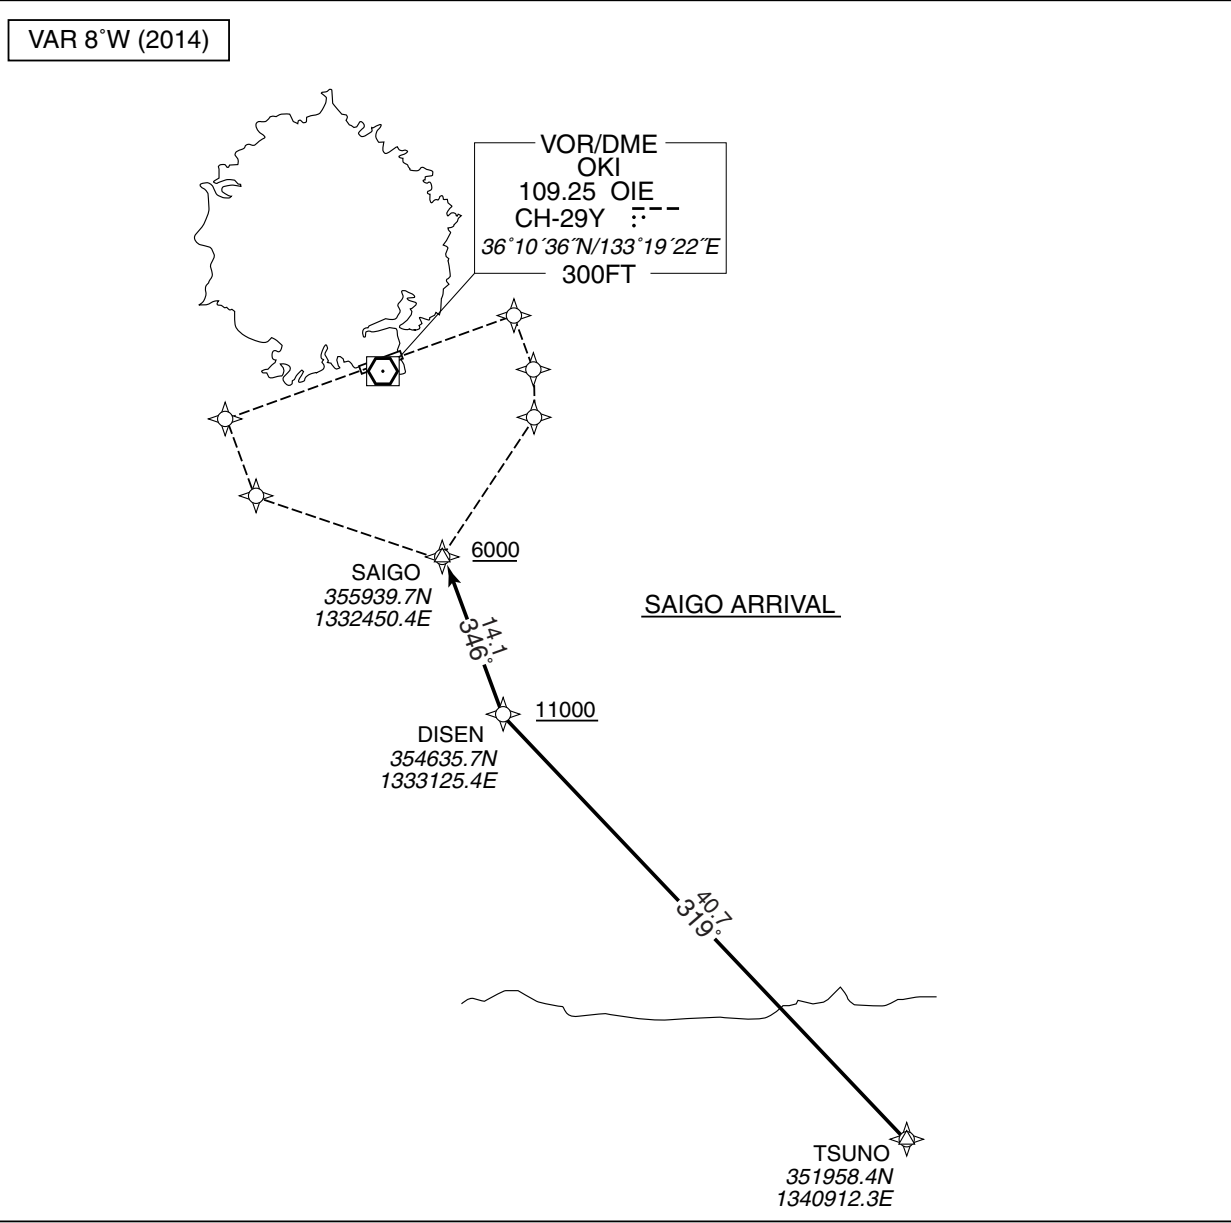 VAR 8˚W (2014)
VOR/DME
OKI
109.25 OIE
CH-29Y
36˚10´36˝N/133˚19´22˝E
300FT
6000
SAIGO
355939.7N
1332450.4E
SAIGO ARRIVAL
14.1
346˚
11000
DISEN
354635.7N
1333125.4E
40.7
319˚
TSUNO
351958.4N
1340912.3E